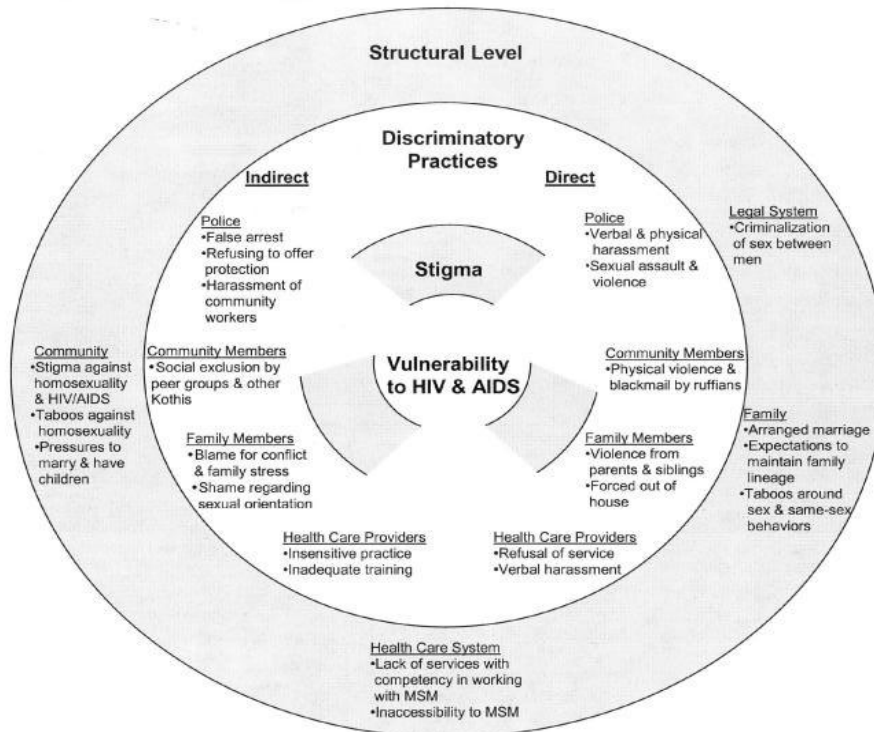 Structural Level
Discriminatory
Practices
Indirect
Direct
Police
•False arrest
•Refusing to offer
protection
•Harassment of
community
workers
Police
•Verbal & physical
harassment
•Sexual assault &
violence
Legal System
•Criminalization
of sex between
men
Stigma
Community
•Stigma against
homosexuality
& HIV/AIDS
•Taboos against
homosexuality
•Pressures to
marry & have
children
Community Members
•Social exclusion by
peer groups & other
Kothis
Vulnerability
to HIV & AIDS
Community Members
•Physical violence &
blackmail by ruffians
Family Members
•Blame for conflict
& family stress
•Shame regarding
sexual orientation
Family Members
•Violence from
parents & siblings
•Forced out of
house
Family
•Arranged marriage
•Expectations to
maintain family
lineage
•Taboos around
sex & same-sex
behaviors
Health Care Providers
•Insensitive practice
•Inadequate training
Health Care Providers
•Refusal of service
•Verbal harassment
Health Care System
•Lack of services with
competency in working
with MSM
•Inaccessibility to MSM